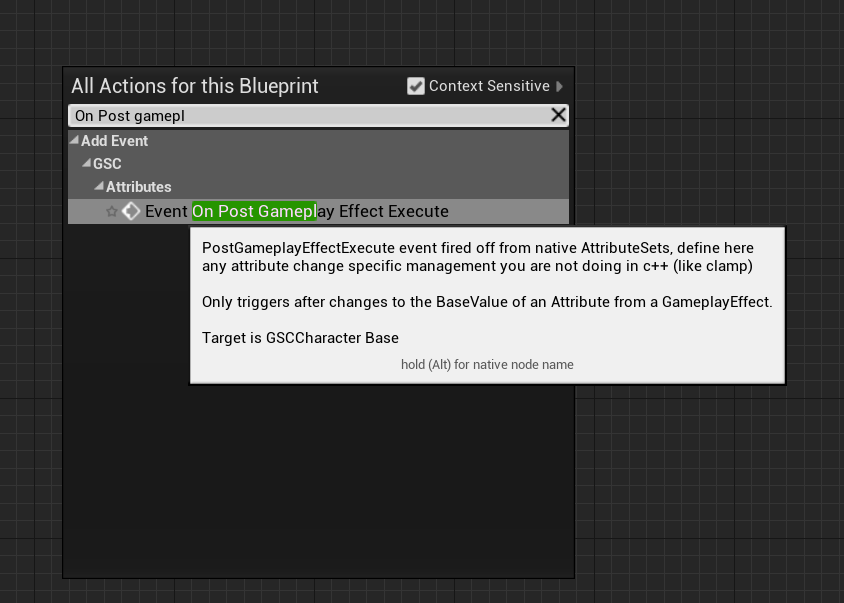 All Actions for this Blueprint
Context Sensitive
On Post gamepl
Add Event
GSC
Attributes
Event On Post Gameplay Effect Execute
PostGameplayEffectExecute event fired off from native AttributeSets, define here
any attribute change specific management you are not doing in c++ (like clamp)
Only triggers after changes to the BaseValue of an Attribute from a GameplayEffect.
Target is GSCCharacter Base
hold (Alt) for native node name